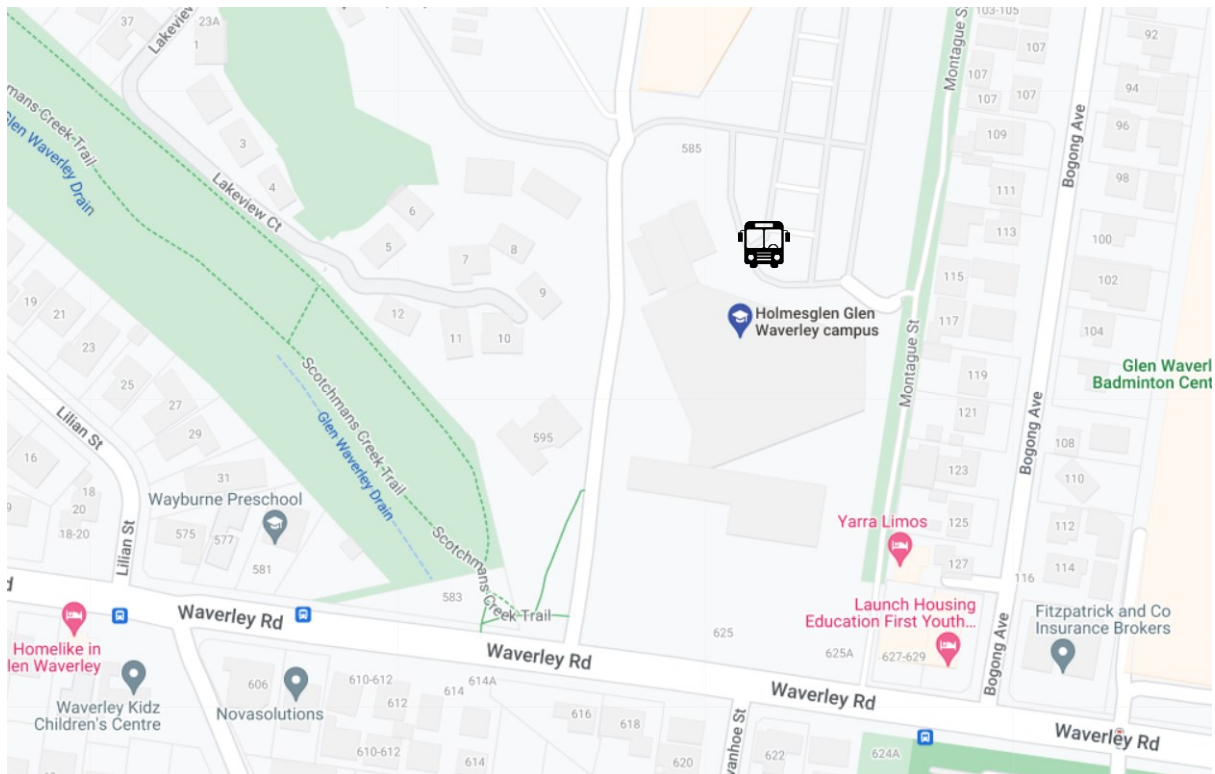 37
23A
1
Lakeview
Montague S
103-105
92
107
107
94
107
107
Bogong Ave
109
96
mans Creek Trail
Glen Waverley Drain
3
585
4
Lakeview Ct
98
111
6
113
100
5
8
7
115
102
9
19
12
Holmesglen Glen
Waverley campus
117
21
11
10
104
Montague St
23
Scotchmans Creek Trail
119
Glen Waverl
Badminton Cent
25
121
27
Glen Waverley Drain
Bogong Ave
Lilian St
29
595
108
16
123
31
110
18
20
Wayburne Preschool
9
18-20
575
577
Yarra Limos
125
112
Lilian St
581
Scotchmans Creek Trail
127
114
116
d
583
Launch Housing
Education First Youth...
Fitzpatrick and Co
Insurance Brokers
Waverley Rd
Homelike in
len Waverley
625
625A
627-629
Waverley Rd
Bogong Ave
606
610-612
614A
614
Waverley Rd
Waverley Kidz
Children's Centre
Novasolutions
612
616
618
Waverley Rd
610-612
614
620
vanhoe St
622
624A